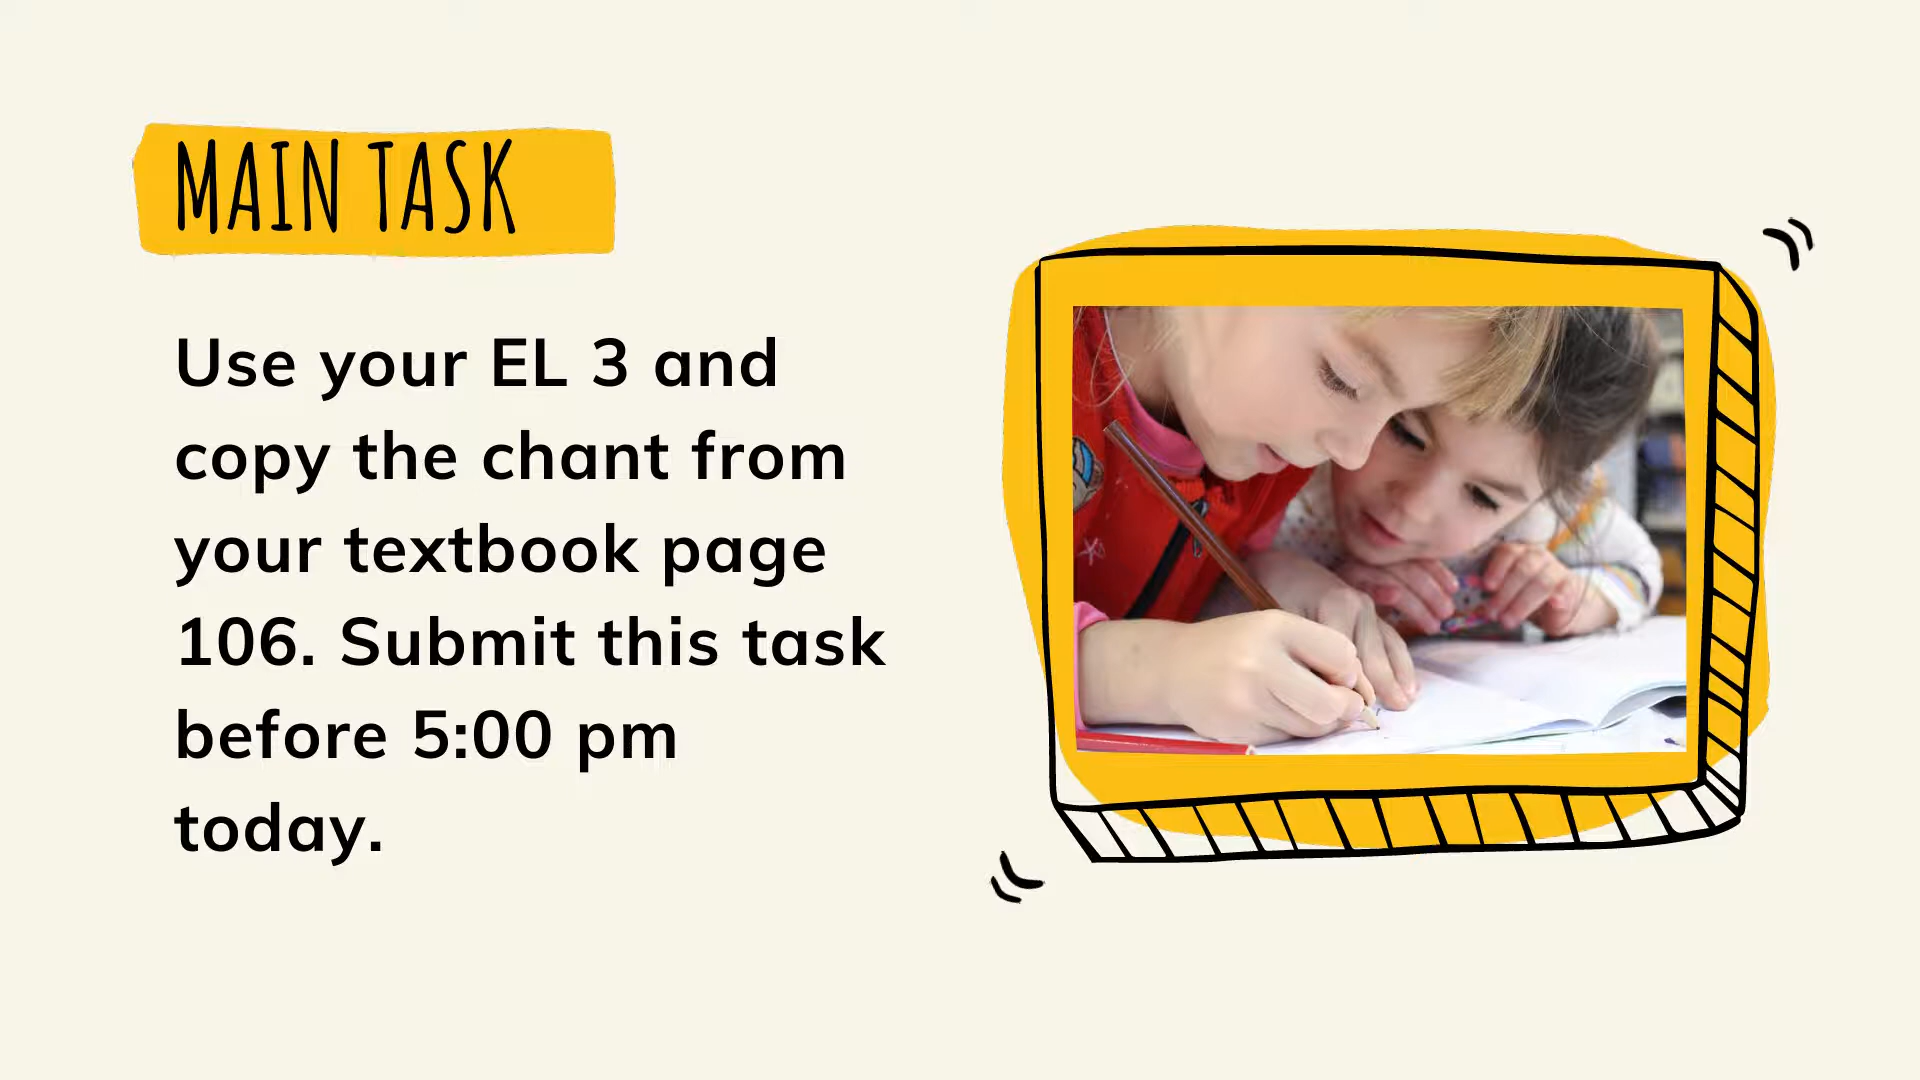 MAIN TASK
Use your EL 3 and
copy the chant from
your textbook page
106. Submit this task
before 5:00 pm
today.